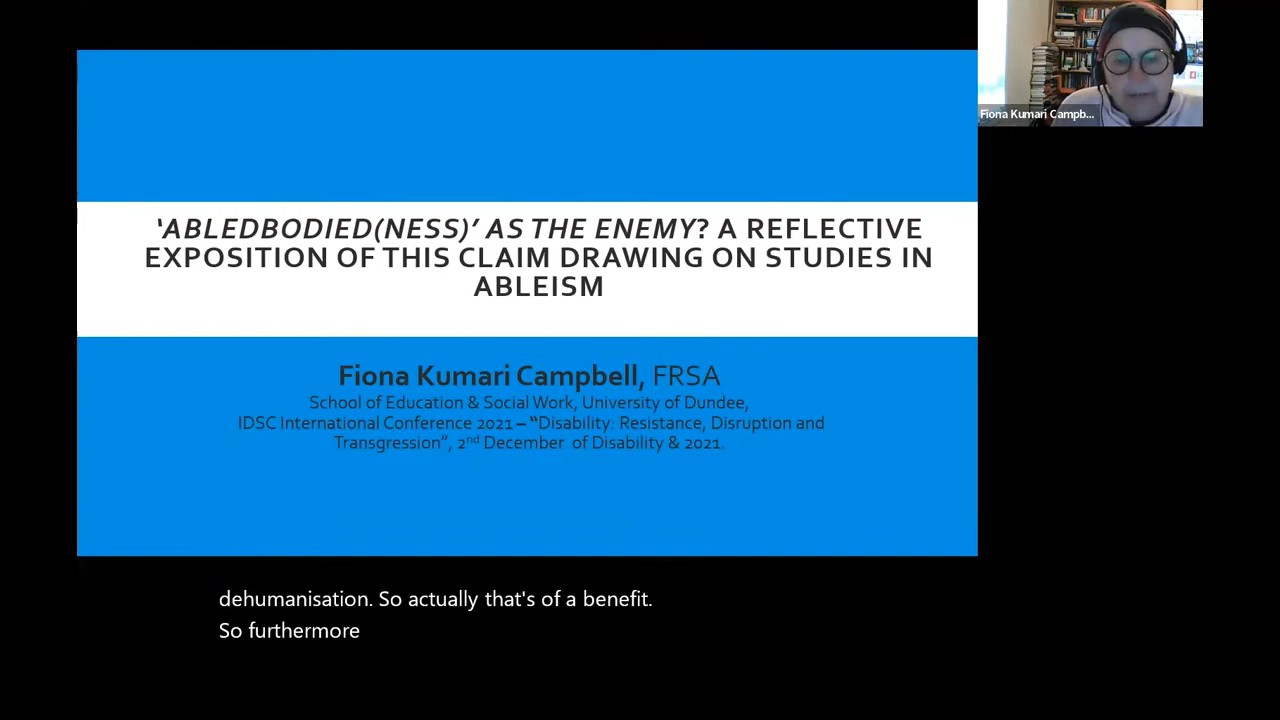 ‘ABLEDBODIED(NESS)’ AS THE ENEMY? A REFLECTIVE
EXPOSITION OF THIS CLAIM DRAWING ON STUDIES IN
ABLEISM
Fiona Kumari Campbell, FRSA
School of Education & Social Work, University of Dundee,
IDSC International Conference 2021 – “Disability: Resistance, Disruption and
Transgression”, 2nd December of Disability & 2021.
Fiona Kumari Campb...
dehumanisation. So actually that's of a benefit.
So furthermore